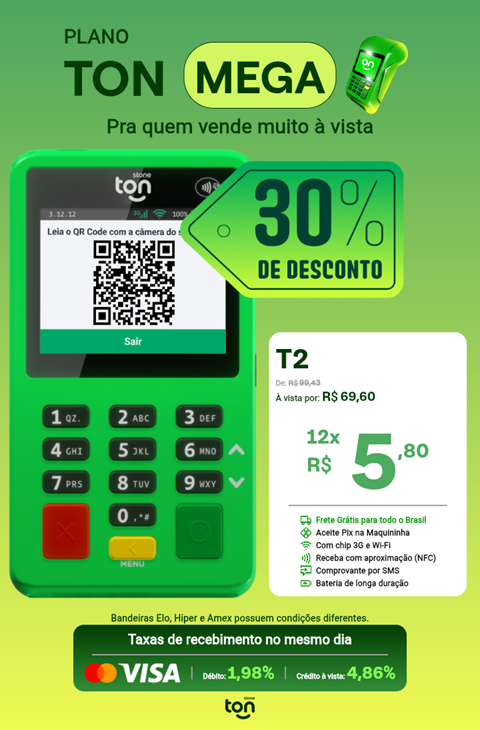 PLANO
TON MEGA
Pra quem vende muito à vista
stone
ton
30%
DE DESCONTO
3. 12. 12 3G 100%
Leia o QR Code com a câmera do s
Sair
1 QZ. 2 ABC 3 DEF
4 GHI 5 JKL 6 MNO
7 PRS 8 TUV 9 WXY
0 ,*#
MENU
T2
De: R$ 99,43
À vista por: R$ 69,60
12x
R$ 5,80
Frete Grátis para todo o Brasil
Aceite Pix na Maquininha
Com chip 3G e Wi-Fi
Receba com aproximação (NFC)
Comprovante por SMS
Bateria de longa duração
Bandeiras Elo, Hiper e Amex possuem condições diferentes.
Taxas de recebimento no mesmo dia
VISA | Débito: 1,98% | Crédito à vista: 4,86%
stone
ton